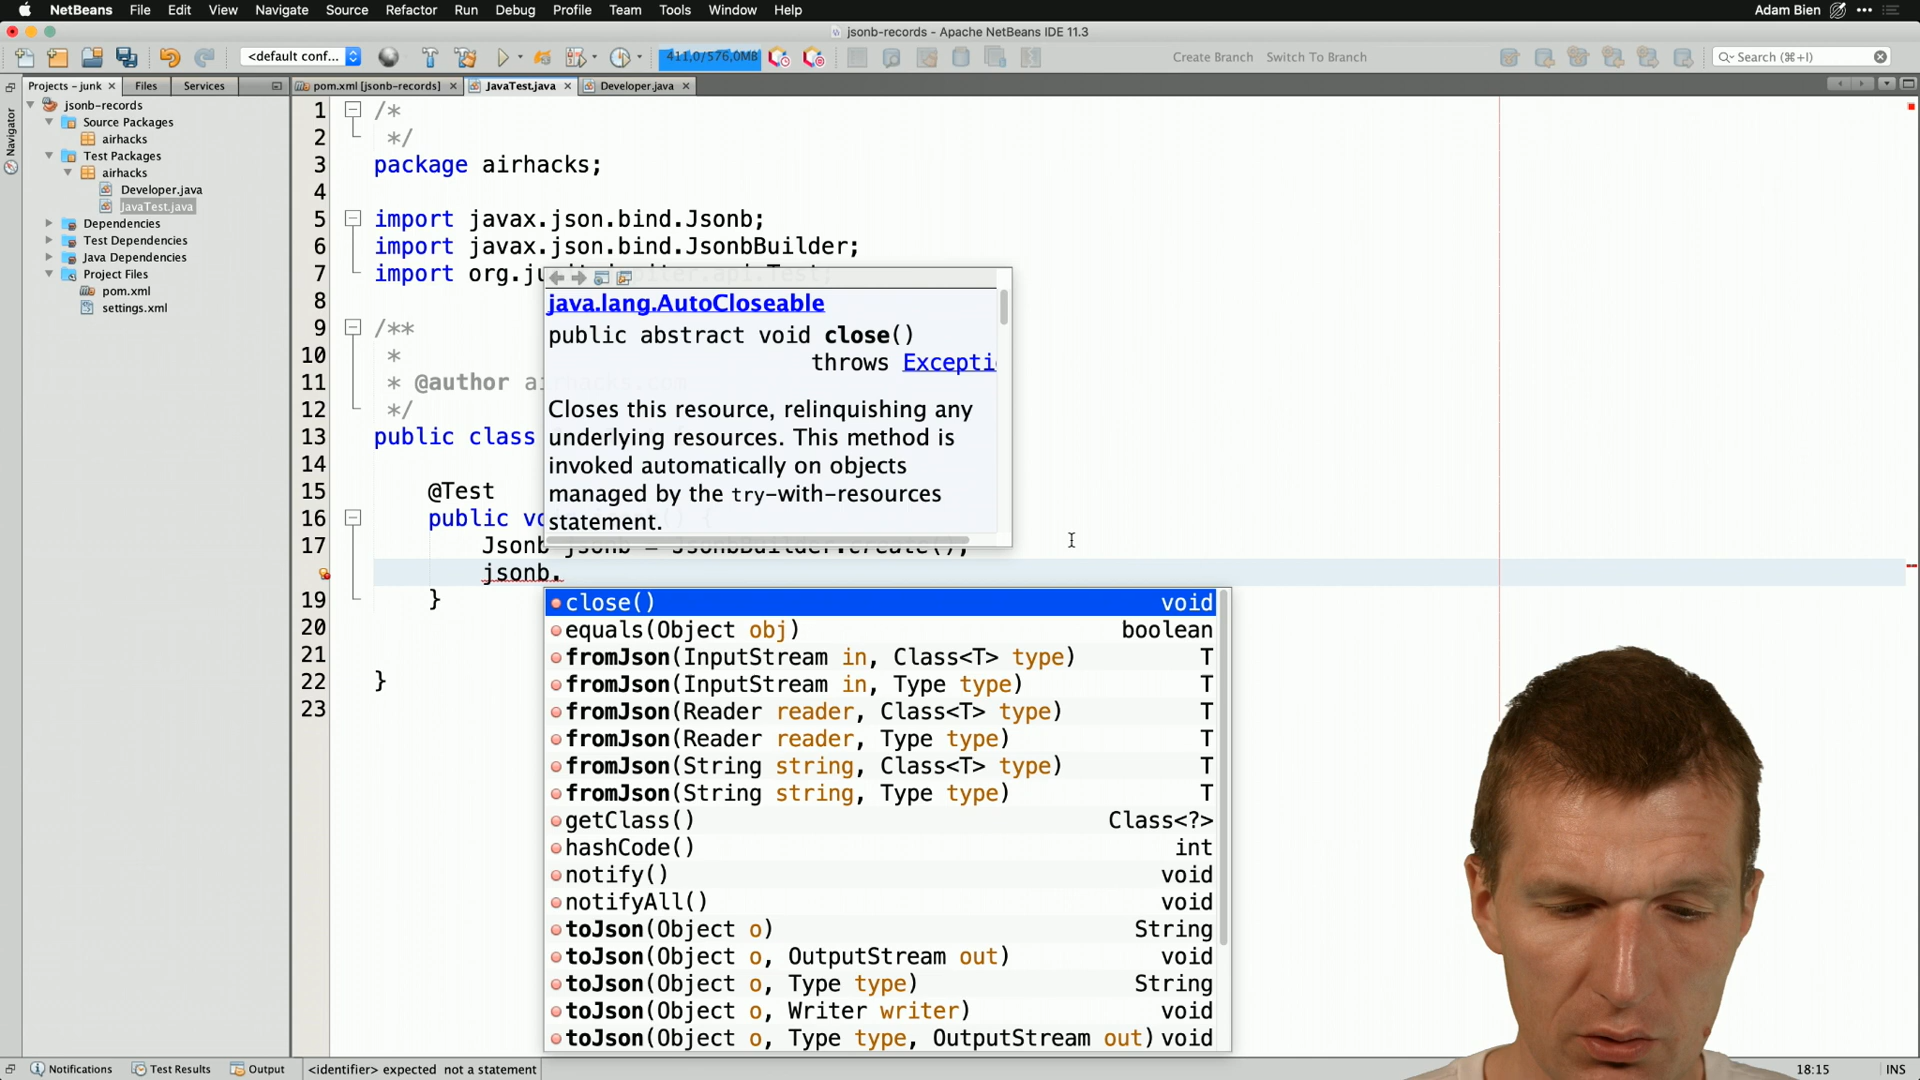 NetBeans File Edit View Navigate Source Refactor Run Debug Profile Team Tools Window Help Adam Bien
jsonb-records - Apache NetBeans IDE 11.3
<default conf... 411,0/576,0MB Create Branch Switch To Branch Search (⌘+I)
Projects - junk Files Services pom.xml [jsonb-records] JavaTest.java Developer.java
Navigator
jsonb-records
Source Packages
airhacks
Test Packages
airhacks
Developer.java
JavaTest.java
Dependencies
Test Dependencies
Java Dependencies
Project Files
pom.xml
settings.xml
1 /*
2 */
3 package airhacks;
4
5 import javax.json.bind.Jsonb;
6 import javax.json.bind.JsonbBuilder;
7 import org.ju
8
9 /**
10 *
11 * @author
12 */
13 public class
14
15 @Test
16 public vo
17 Jsonb jsonb = JsonbBuilder.create();
jsonb.
19 }
20
21
22 }
23
java.lang.AutoCloseable
public abstract void close()
throws Exceptio
Closes this resource, relinquishing any
underlying resources. This method is
invoked automatically on objects
managed by the try-with-resources
statement.
close() void
equals(Object obj) boolean
fromJson(InputStream in, Class<T> type) T
fromJson(InputStream in, Type type) T
fromJson(Reader reader, Class<T> type) T
fromJson(Reader reader, Type type) T
fromJson(String string, Class<T> type) T
fromJson(String string, Type type) T
getClass() Class<?>
hashCode() int
notify() void
notifyAll() void
toJson(Object o) String
toJson(Object o, OutputStream out) void
toJson(Object o, Type type) String
toJson(Object o, Writer writer) void
toJson(Object o, Type type, OutputStream out) void
Notifications Test Results Output <identifier> expected not a statement 18:15 INS